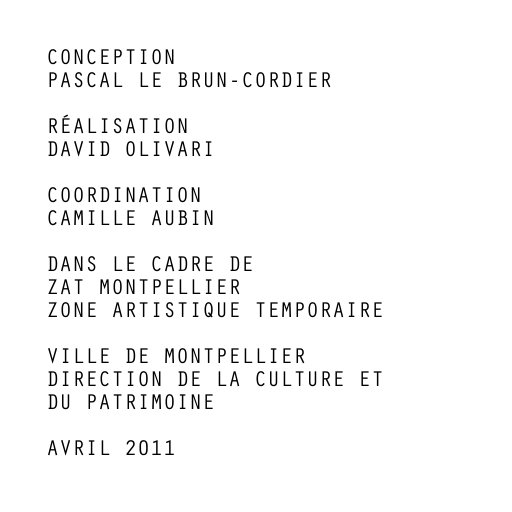 CONCEPTION
PASCAL LE BRUN-CORDIER
RÉALISATION
DAVID OLIVARI
COORDINATION
CAMILLE AUBIN
DANS LE CADRE DE
ZAT MONTPELLIER
ZONE ARTISTIQUE TEMPORAIRE
VILLE DE MONTPELLIER
DIRECTION DE LA CULTURE ET
DU PATRIMOINE
AVRIL 2011